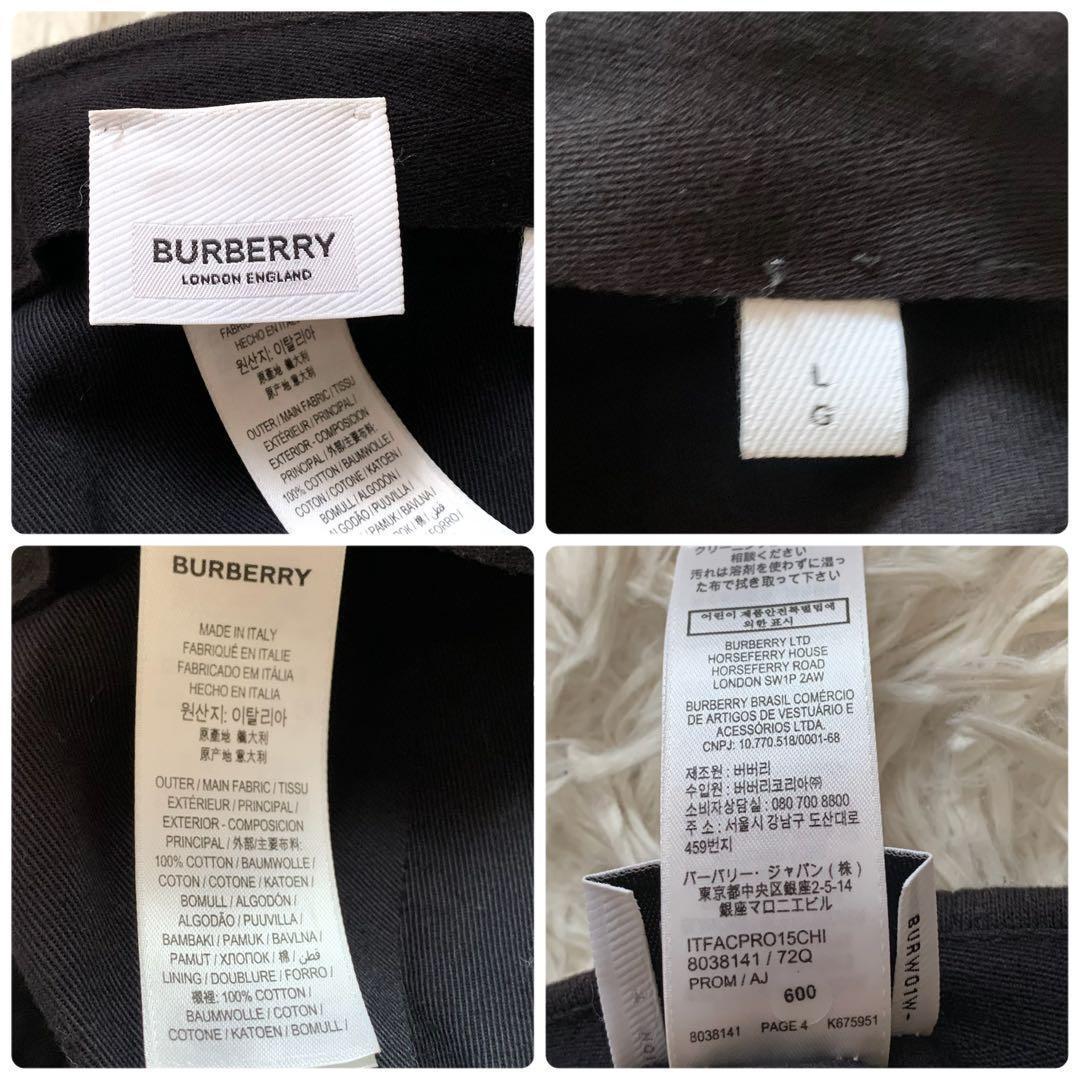 BURBERRY
LONDON ENGLAND
HECHO EN ITALIA
원산지: 이탈리아
原產地 義大利
原产地 意大利
OUTER / MAIN FABRIC / TISSU
EXTÉRIEUR / PRINCIPAL /
EXTERIOR - COMPOSICION
PRINCIPAL / 外部/主要布料:
100% COTTON / BAUMWOLLE /
COTON / COTONE / KATOEN /
BOMULL / ALGODÓN /
ALGODÃO / PUUVILLA /
/ PAMUK / BAVLNA /
/ 棉 / قطن /
FORRO /
L
G
BURBERRY
MADE IN ITALY
FABRIQUÉ EN ITALIE
FABRICADO EM ITÁLIA
HECHO EN ITALIA
원산지: 이탈리아
原產地 義大利
原产地 意大利
OUTER / MAIN FABRIC / TISSU
EXTÉRIEUR / PRINCIPAL /
EXTERIOR - COMPOSICION
PRINCIPAL / 外部/主要布料:
100% COTTON / BAUMWOLLE /
COTON / COTONE / KATOEN /
BOMULL / ALGODÓN /
ALGODÃO / PUUVILLA /
BAMBAKI / PAMUK / BAVLNA /
PAMUT / ХЛОПОК / 棉 / قطن /
LINING / DOUBLURE / FORRO /
襯裡: 100% COTTON /
BAUMWOLLE / COTON /
COTONE / KATOEN / BOMULL /
クリーニング
相談ください
汚れは溶剤を使わずに湿っ
た布で拭き取って下さい
어린이 제품안전특별법에
의한 표시
BURBERRY LTD
HORSEFERRY HOUSE
HORSEFERRY ROAD
LONDON SW1P 2AW
BURBERRY BRASIL COMÉRCIO
DE ARTIGOS DE VESTUÁRIO E
ACESSÓRIOS LTDA.
CNPJ: 10.770.518/0001-68
제조원 : 버버리
수입원 : 버버리코리아㈜
소비자상담실 : 080 700 8800
주 소 : 서울시 강남구 도산대로
459번지
バーバリー・ジャパン(株)
東京都中央区銀座2-5-14
銀座マロニエビル
ITFACPRO15CHI
8038141 / 72Q
PROM / AJ
600
8038141 PAGE 4 K675951
BURW01W-